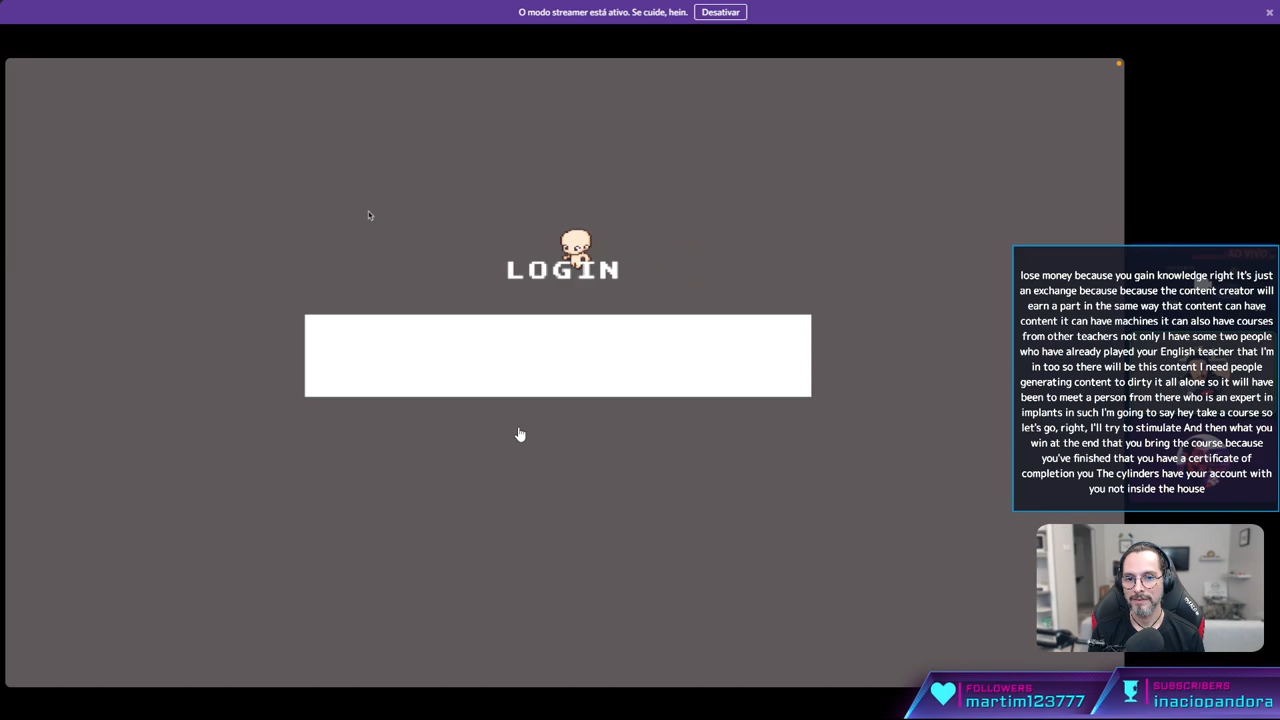 O modo streamer está ativo. Se cuide, hein.
Desativar
LOGIN
AO VIVO
lose money because you gain knowledge right It's just
an exchange because because the content creator will
earn a part in the same way that content can have
content it can have machines it can also have courses
from other teachers not only I have some two people
who have already played your English teacher that I'm
in too so there will be this content I need people
generating content to dirty it all alone so it will have
been to meet a person from there who is an expert in
implants in such I'm going to say hey take a course so
let's go, right, I'll try to stimulate And then what you
win at the end that you bring the course because
you've finished that you have a certificate of
completion you The cylinders have your account with
you not inside the house
FOLLOWERS
martim123777
SUBSCRIBERS
inaciopandora